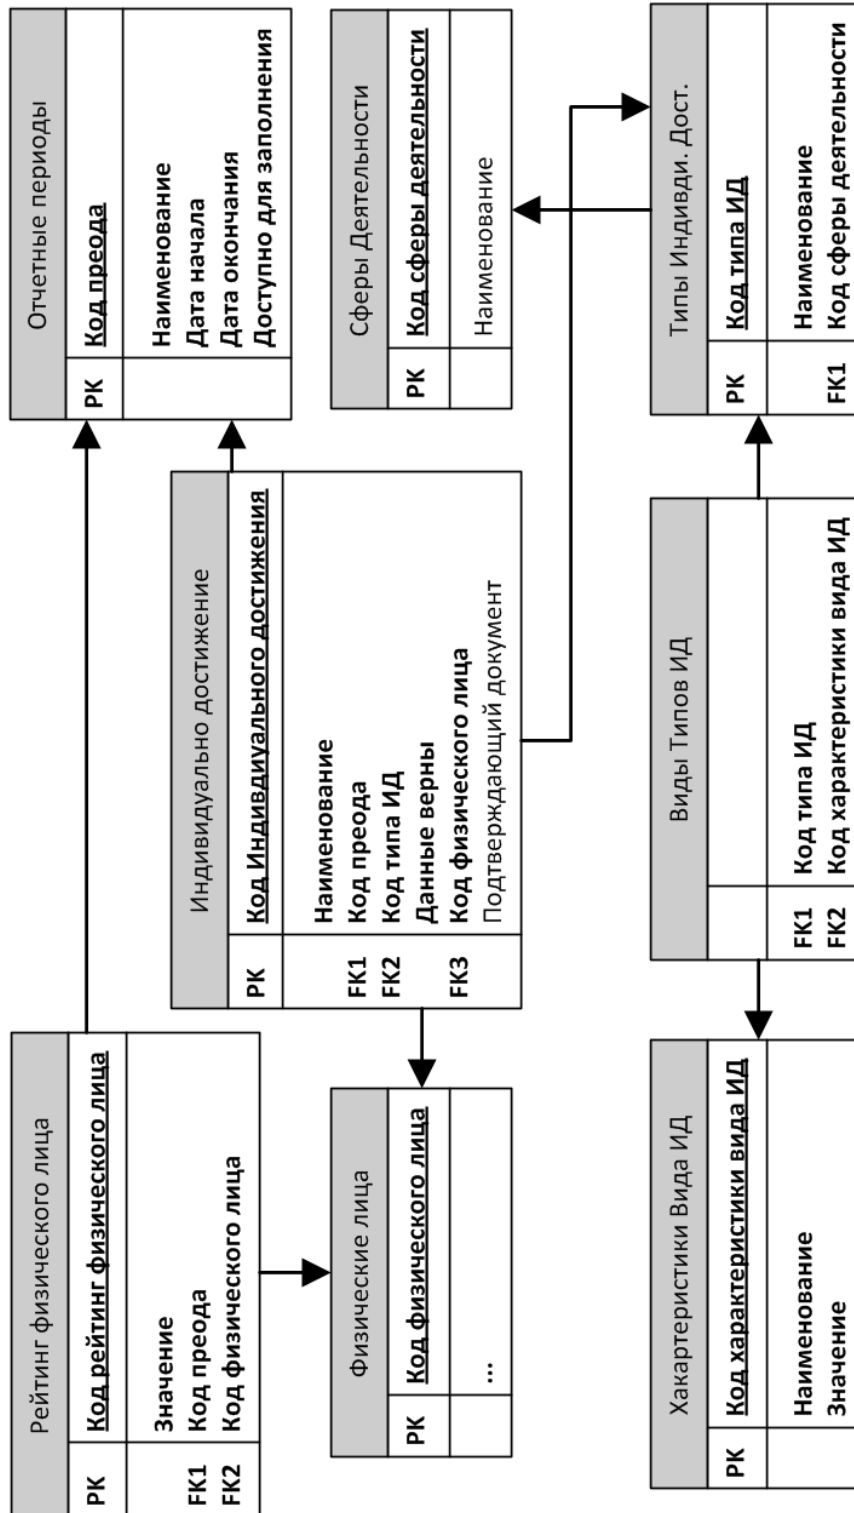 Рейтинг физического лица
PK Код рейтинг физического лица
Значение
FK1 Код преода
FK2 Код физического лица
Отчетные периоды
PK Код преода
Наименование
Дата начала
Дата окончания
Доступно для заполнения
Индивидуально достижение
PK Код Индивдиуального достижения
Наименование
FK1 Код преода
FK2 Код типа ИД
Данные верны
FK3 Код физического лица
Подтверждающий документ
Физические лица
PK Код физического лица
...
Сферы Деятельности
PK Код сферы деятельности
Наименование
Хакартеристики Вида ИД
PK Код характеристики вида ИД
Наименование
Значение
Виды Типов ИД
FK1 Код типа ИД
FK2 Код характеристики вида ИД
Типы Индивди. Дост.
PK Код типа ИД
Наименование
FK1 Код сферы деятельности